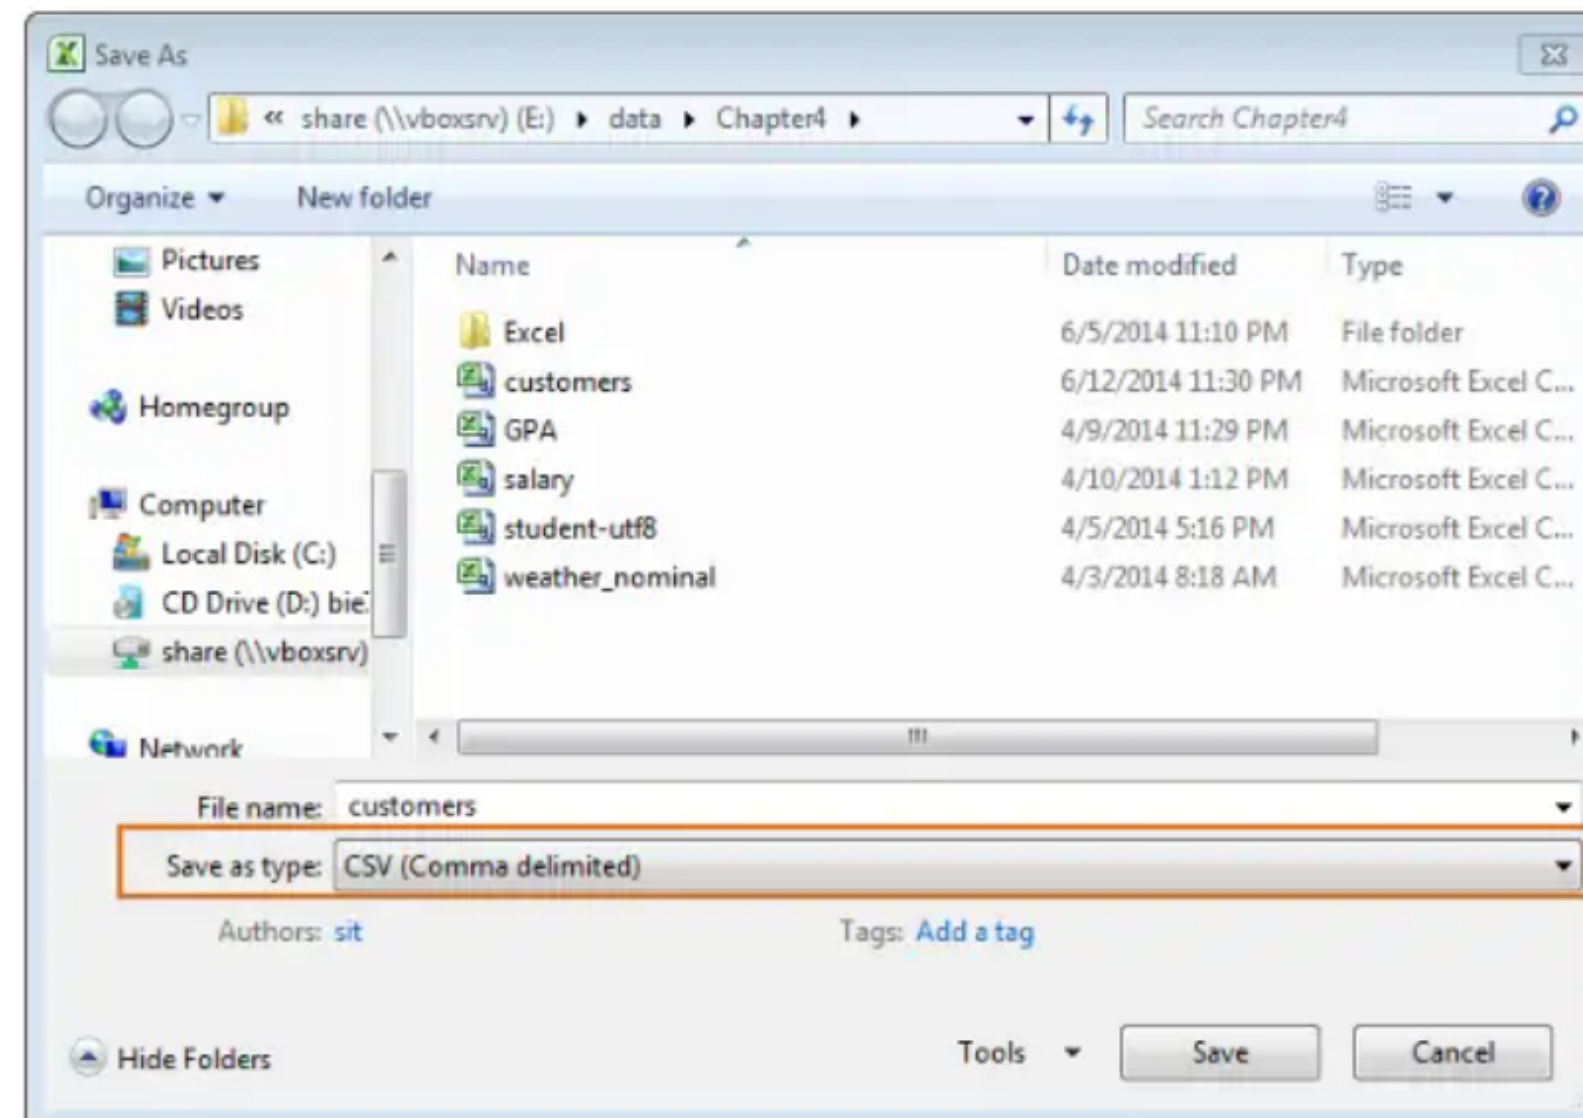 Save As
« share (\\vboxsrv) (E:) data Chapter4 Search Chapter4
Organize New folder
Pictures
Videos
Homegroup
Computer
Local Disk (C:)
CD Drive (D:)
share (\\vboxsrv)
Network
Name Date modified Type
Excel 6/5/2014 11:10 PM File folder
customers 6/12/2014 11:30 PM Microsoft Excel C...
GPA 4/9/2014 11:29 PM Microsoft Excel C...
salary 4/10/2014 1:12 PM Microsoft Excel C...
student-utf8 4/5/2014 5:16 PM Microsoft Excel C...
weather_nominal 4/3/2014 8:18 AM Microsoft Excel C...
File name: customers
Save as type: CSV (Comma delimited)
Authors: sit Tags: Add a tag
Hide Folders Tools Save Cancel